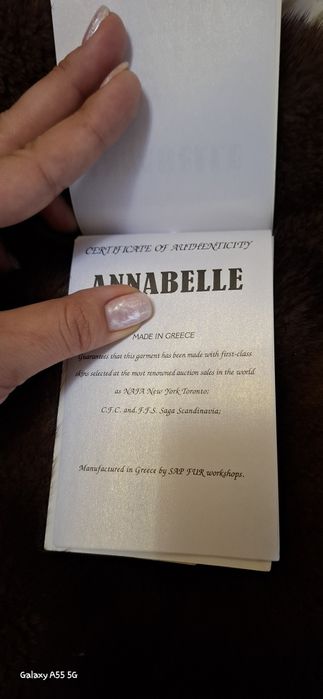 CERTIFICATE OF AUTHENTICITY
ANNABELLE
MADE IN GREECE
Guarantees that this garment has been made with first-class
skins selected at the most renowned auction sales in the world
as NAFA New York Toronto:
C.F.C. and F.F.S. Saga Scandinavia;
Manufactured in Greece by SAP FUR workshops.
Galaxy A55 5G